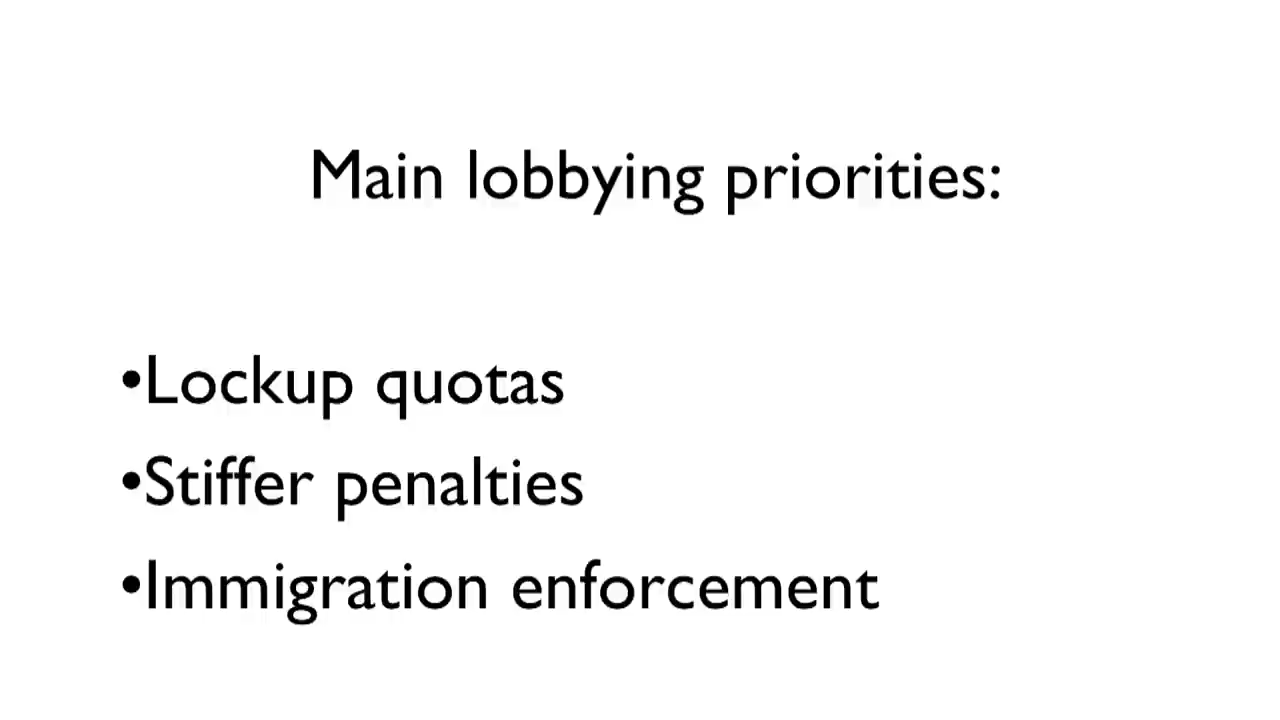 Main lobbying priorities:
•Lockup quotas
•Stiffer penalties
•Immigration enforcement